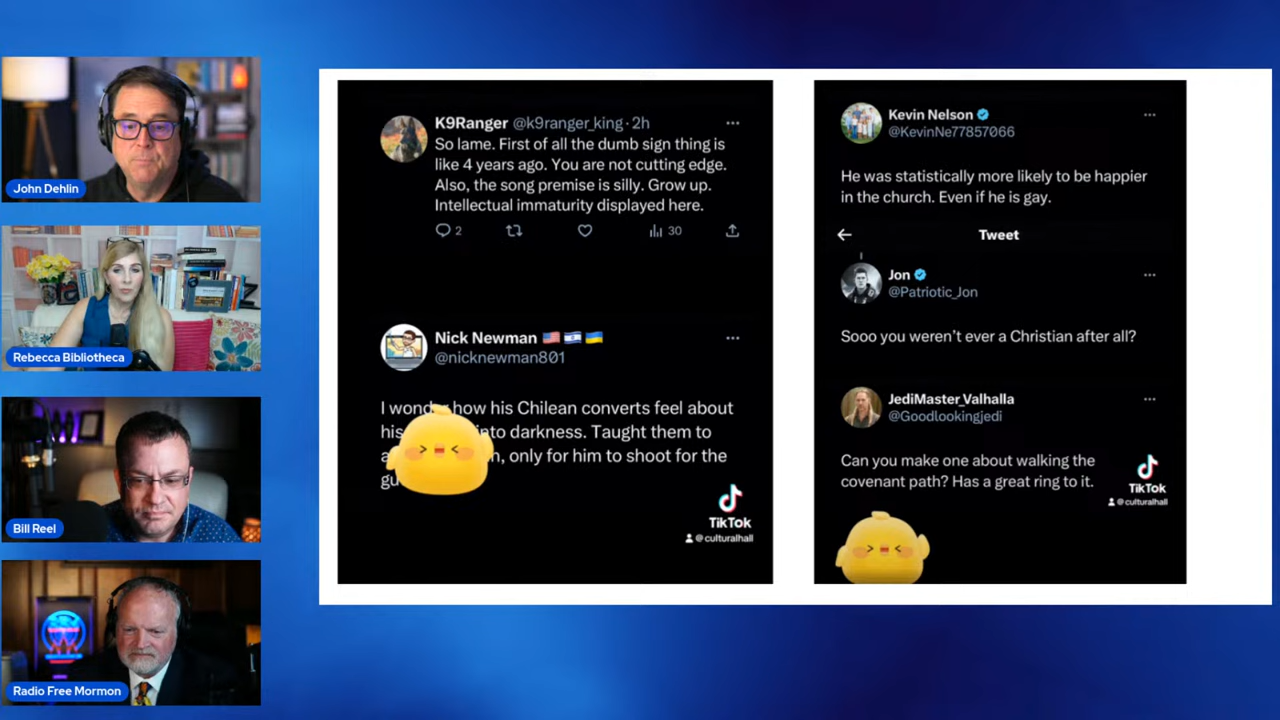 John Dehlin
Rebecca Bibliotheca
Bill Reel
Radio Free Mormon
K9Ranger @k9ranger_king · 2h
So lame. First of all the dumb sign thing is
like 4 years ago. You are not cutting edge.
Also, the song premise is silly. Grow up.
Intellectual immaturity displayed here.
2
30
Nick Newman 🇺🇸 🇮🇱 🇺🇦
@nicknewman801
I wond how his Chilean converts feel about
his into darkness. Taught them to
a n, only for him to shoot for the
gu
TikTok
@culturalhall
Kevin Nelson
@KevinNe77857066
He was statistically more likely to be happier
in the church. Even if he is gay.
Tweet
Jon
@Patriotic_Jon
Sooo you weren't ever a Christian after all?
JediMaster_Valhalla
@Goodlookingjedi
Can you make one about walking the
covenant path? Has a great ring to it.
TikTok
@culturalhall